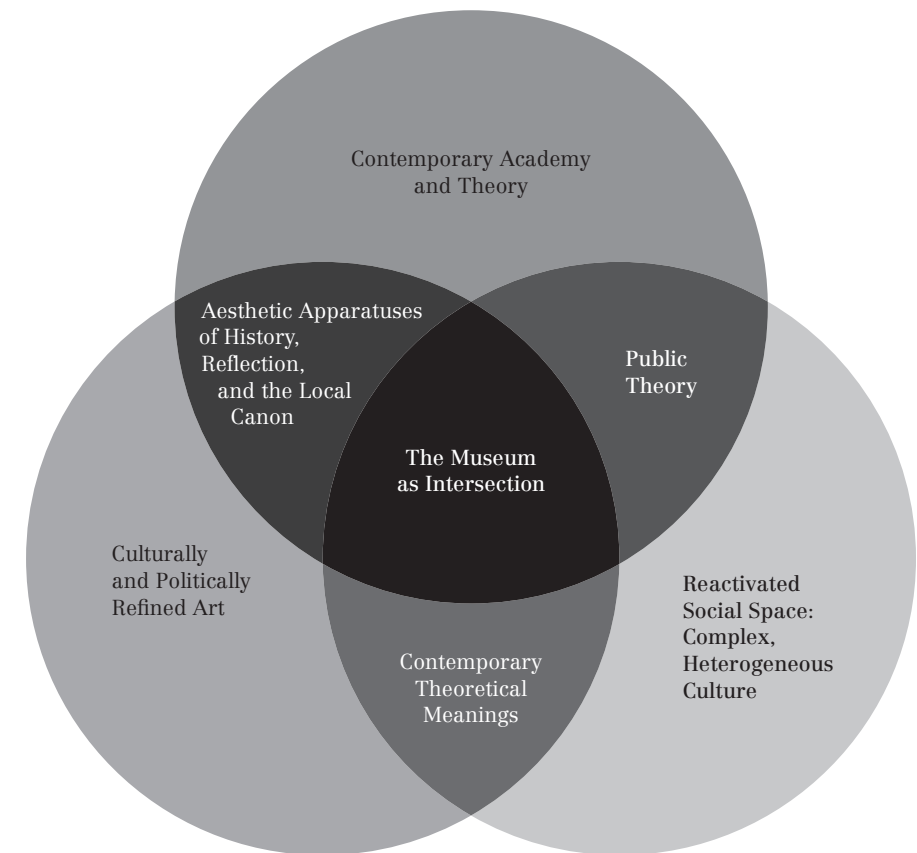 Contemporary Academy
and Theory
Aesthetic Apparatuses
of History,
Reflection,
and the Local
Canon
Public
Theory
The Museum
as Intersection
Culturally
and Politically
Refined Art
Reactivated
Social Space:
Complex,
Heterogeneous
Culture
Contemporary
Theoretical
Meanings